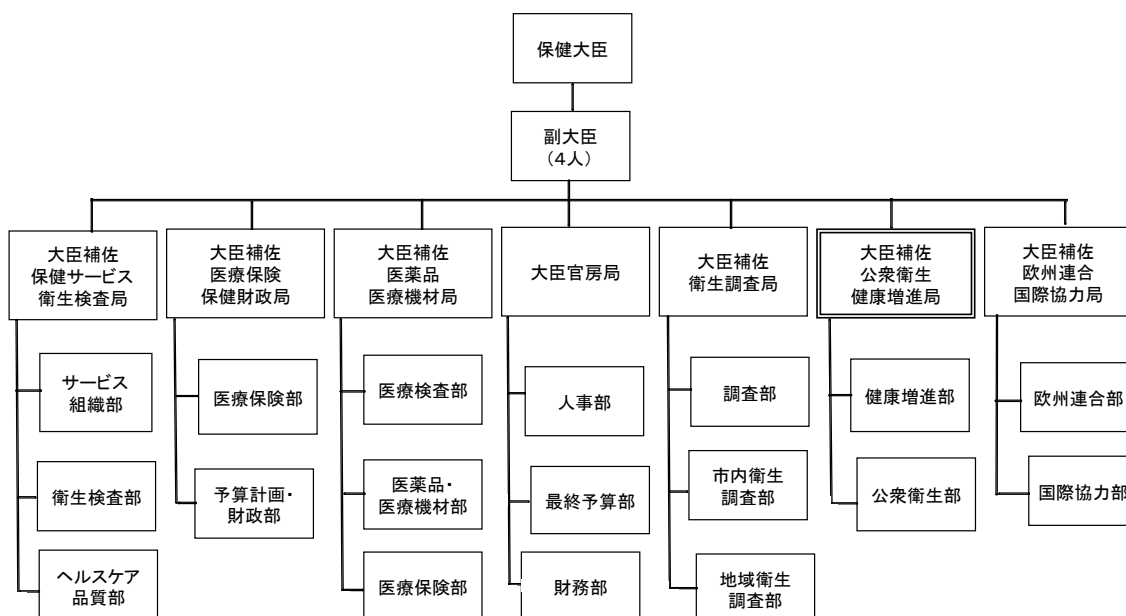 保健大臣
副大臣
(4人)
大臣補佐
保健サービス
衛生検査局
大臣補佐
医療保険
保健財政局
大臣補佐
医薬品
医療機材局
大臣官房局
大臣補佐
衛生調査局
大臣補佐
公衆衛生
健康増進局
大臣補佐
欧州連合
国際協力局
サービス
組織部
医療保険部
医療検査部
人事部
調査部
健康増進部
欧州連合部
衛生検査部
予算計画・
財政部
医薬品・
医療機材部
最終予算部
市内衛生
調査部
公衆衛生部
国際協力部
ヘルスケア
品質部
医療保険部
財務部
地域衛生
調査部